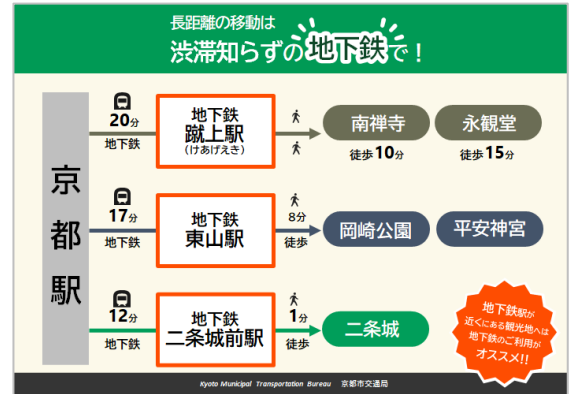 長距離の移動は
渋滞知らずの地下鉄で！
京都駅
20分
地下鉄
地下鉄
蹴上駅
（けあげえき）
南禅寺
徒歩10分
永観堂
徒歩15分
17分
地下鉄
地下鉄
東山駅
8分
徒歩
岡崎公園
平安神宮
12分
地下鉄
地下鉄
二条城前駅
1分
徒歩
二条城
地下鉄駅が
近くにある観光地へは
地下鉄のご利用が
オススメ!!
Kyoto Municipal Transportation Bureau 京都市交通局